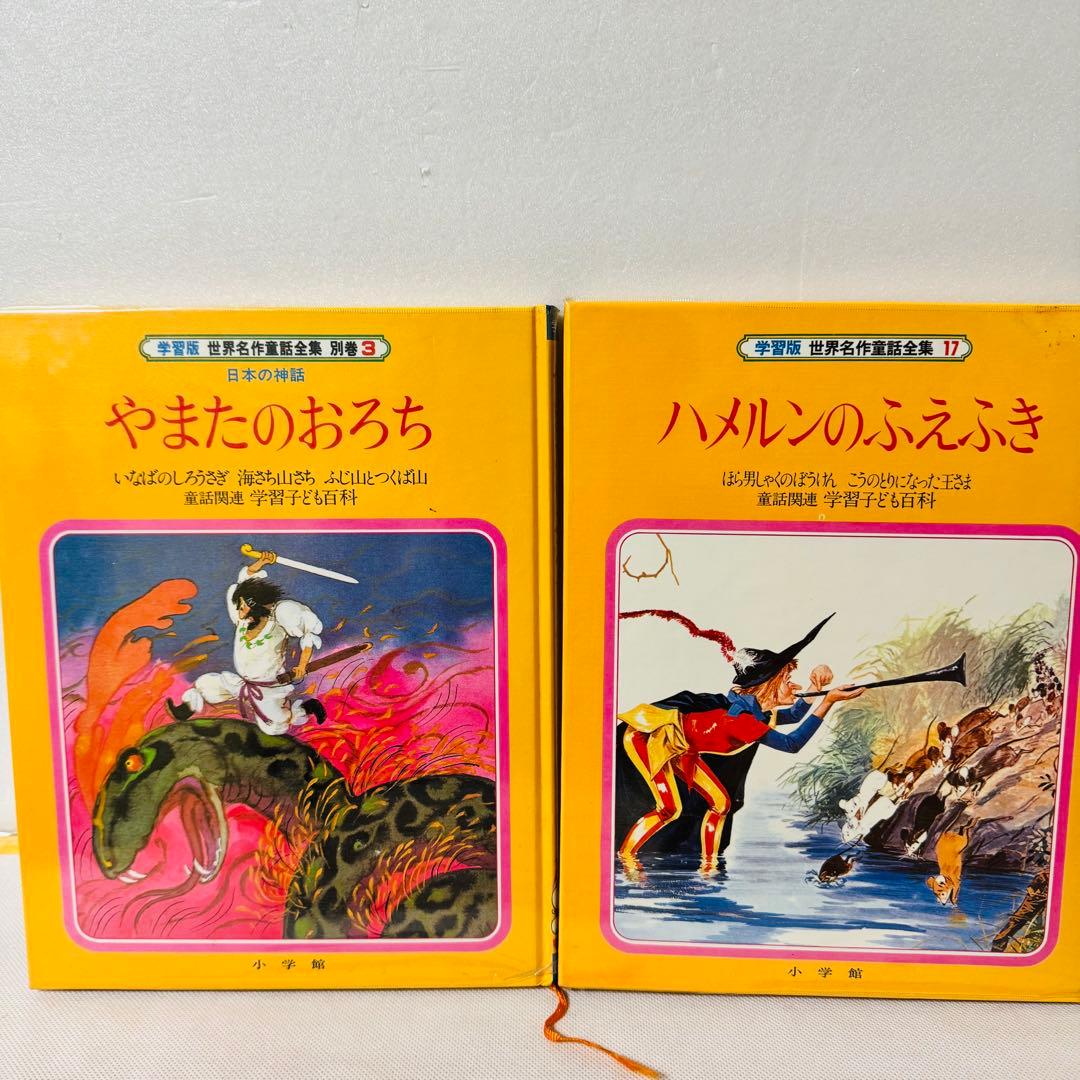 学習版 世界名作童話全集 別巻3
日本の神話
やまたのおろち
いなばのしろうさぎ 海さち山さち ふじ山とつくば山
童話関連 学習子ども百科
小学館
学習版 世界名作童話全集 17
ハメルンのふえふき
ほら男しゃくのぼうけん こうのとりになった王さま
童話関連 学習子ども百科
小学館